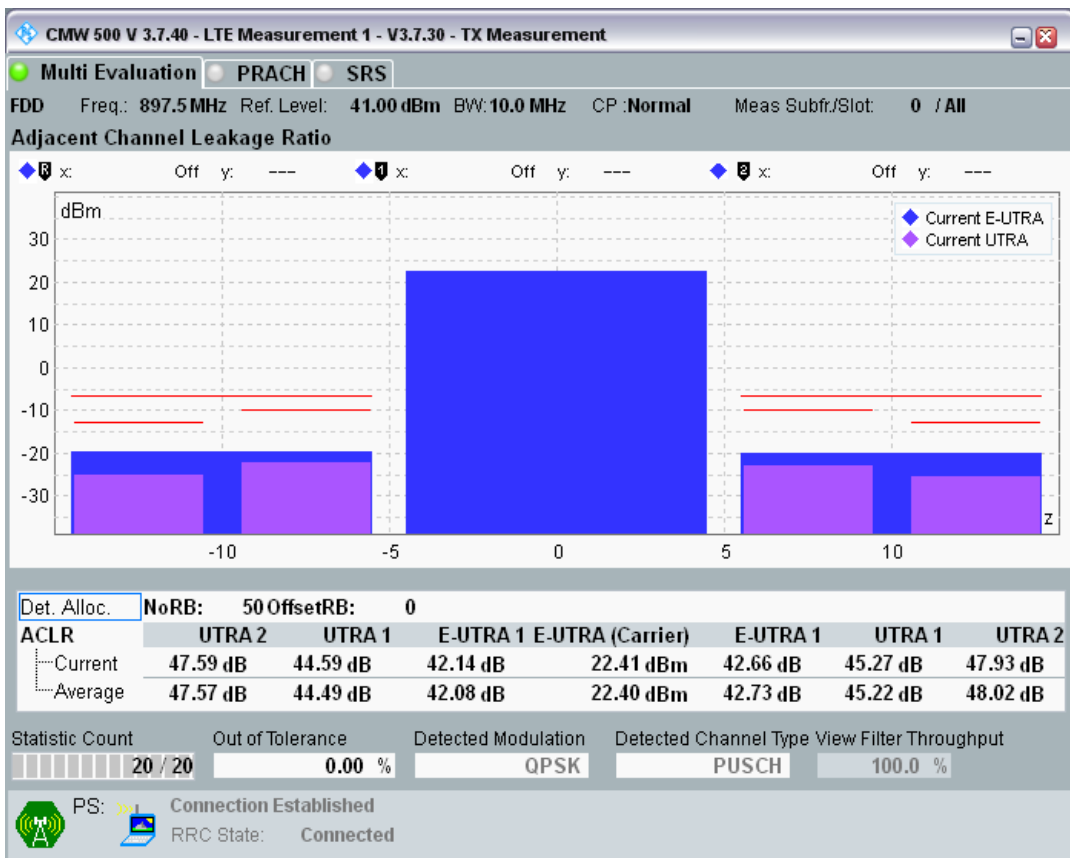 CMW 500 V 3.7.40 - LTE Measurement 1 - V3.7.30 - TX Measurement
Multi Evaluation PRACH SRS
FDD Freq.: 897.5 MHz Ref. Level: 41.00 dBm BW: 10.0 MHz CP :Normal Meas Subfr./Slot: 0 / All
Adjacent Channel Leakage Ratio
R x: Off y: --- 1 x: Off y: --- 2 x: Off y: ---
dBm
Current E-UTRA
Current UTRA
30
20
10
0
-10
-20
-30
z
-10 -5 0 5 10
Det. Alloc. NoRB: 50 OffsetRB: 0
ACLR UTRA 2 UTRA 1 E-UTRA 1 E-UTRA (Carrier) E-UTRA 1 UTRA 1 UTRA 2
Current 47.59 dB 44.59 dB 42.14 dB 22.41 dBm 42.66 dB 45.27 dB 47.93 dB
Average 47.57 dB 44.49 dB 42.08 dB 22.40 dBm 42.73 dB 45.22 dB 48.02 dB
Statistic Count Out of Tolerance Detected Modulation Detected Channel Type View Filter Throughput
20 / 20 0.00 % QPSK PUSCH 100.0 %
PS: Connection Established
RRC State: Connected